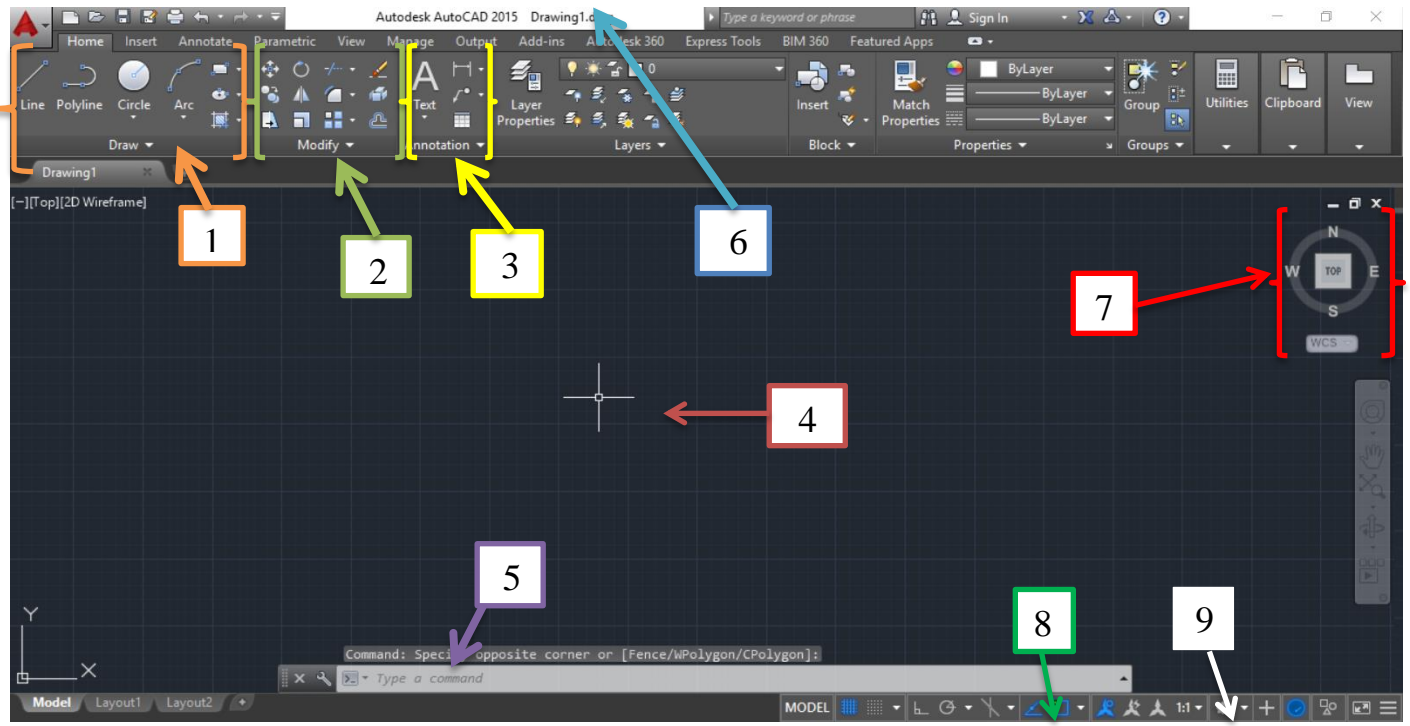 Autodesk AutoCAD 2015 Drawing1.d
Type a keyword or phrase
Sign In
Home Insert Annotate Parametric View Manage Output Add-ins Autodesk 360 Express Tools BIM 360 Featured Apps
Line Polyline Circle Arc
Text
Layer Properties
0
Insert
Match Properties
ByLayer
ByLayer
ByLayer
Group
Utilities
Clipboard
View
Draw Modify Annotation Layers Block Properties Groups
Drawing1
[−][Top][2D Wireframe]
1
2
3
6
7
N
W TOP E
S
WCS
4
5
8
9
Y
X
Command: Specify opposite corner or [Fence/WPolygon/CPolygon]:
Type a command
Model Layout1 Layout2 +
MODEL
1:1